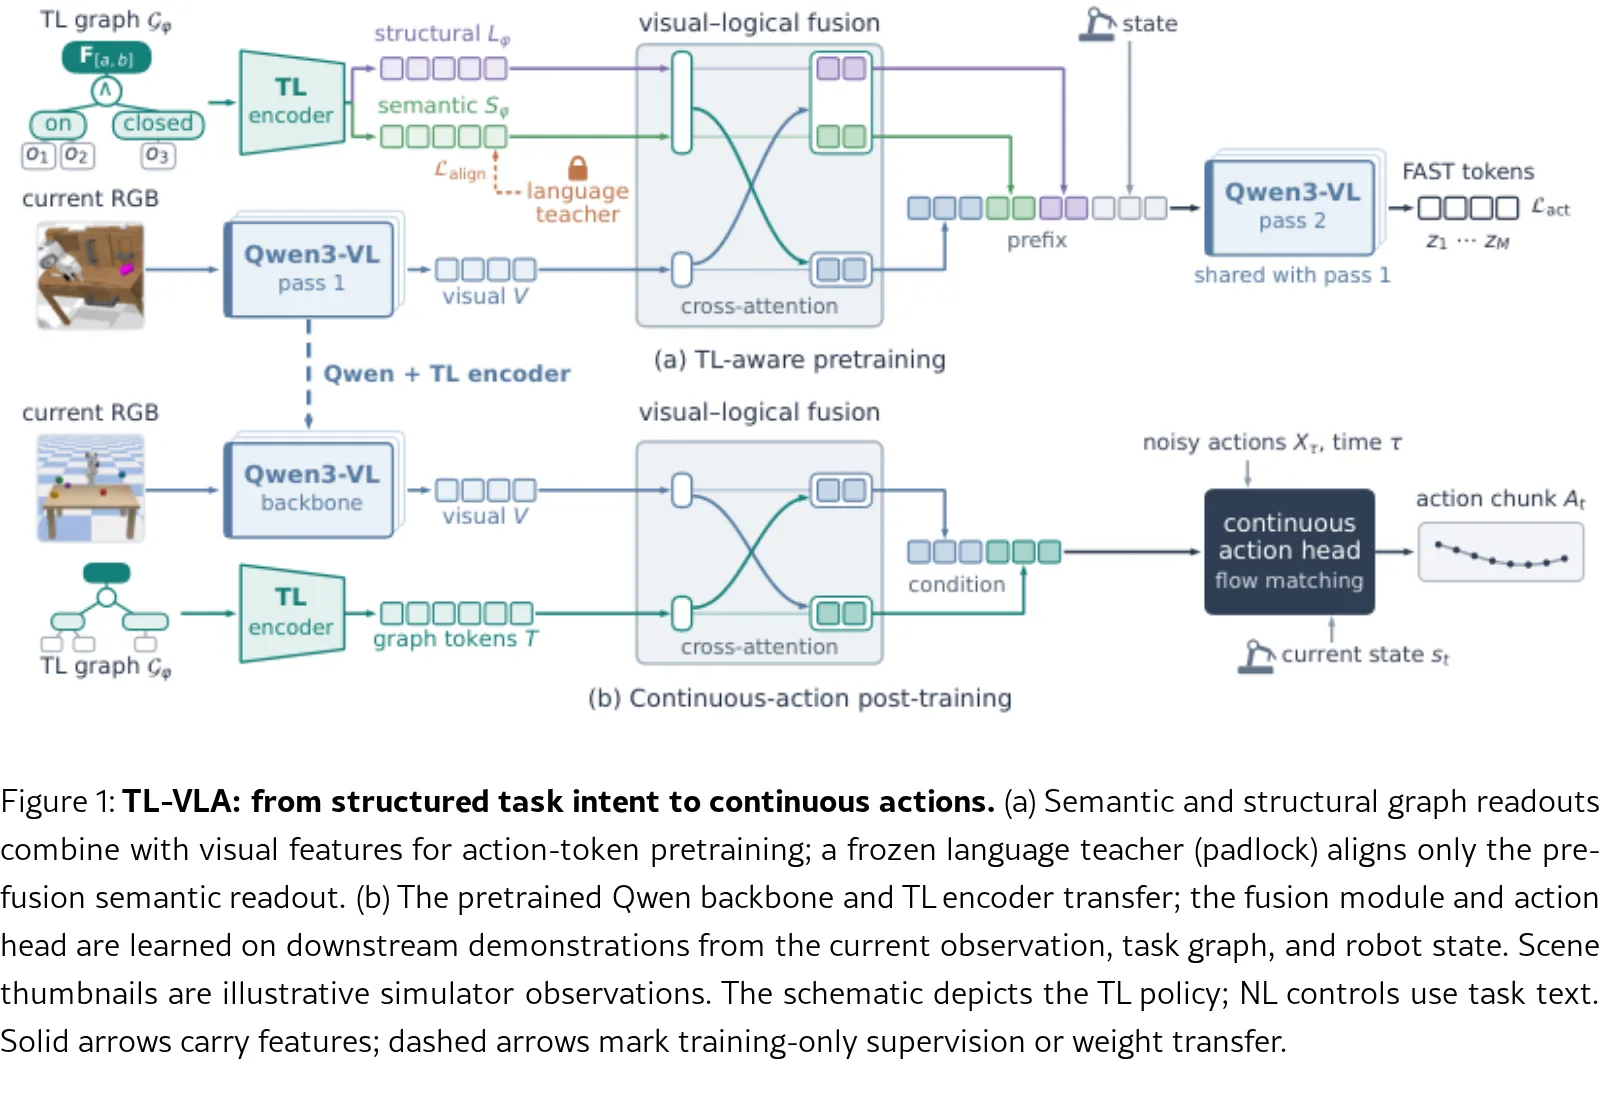 TL graph 𝒢φ
F[a, b]
∧
on closed
o1 o2 o3
TL
encoder
structural Lφ
semantic Sφ
ℒalign
language
teacher
visual–logical fusion
cross-attention
state
current RGB
Qwen3-VL
pass 1
visual V
prefix
Qwen3-VL
pass 2
shared with pass 1
FAST tokens
ℒact
z1 ⋯ zM
(a) TL-aware pretraining
Qwen + TL encoder
current RGB
Qwen3-VL
backbone
visual V
visual–logical fusion
cross-attention
TL graph 𝒢φ
TL
encoder
graph tokens T
condition
noisy actions Xτ, time τ
continuous
action head
flow matching
current state st
action chunk At
(b) Continuous-action post-training
Figure 1: TL-VLA: from structured task intent to continuous actions. (a) Semantic and structural graph readouts
combine with visual features for action-token pretraining; a frozen language teacher (padlock) aligns only the pre-
fusion semantic readout. (b) The pretrained Qwen backbone and TL encoder transfer; the fusion module and action
head are learned on downstream demonstrations from the current observation, task graph, and robot state. Scene
thumbnails are illustrative simulator observations. The schematic depicts the TL policy; NL controls use task text.
Solid arrows carry features; dashed arrows mark training-only supervision or weight transfer.